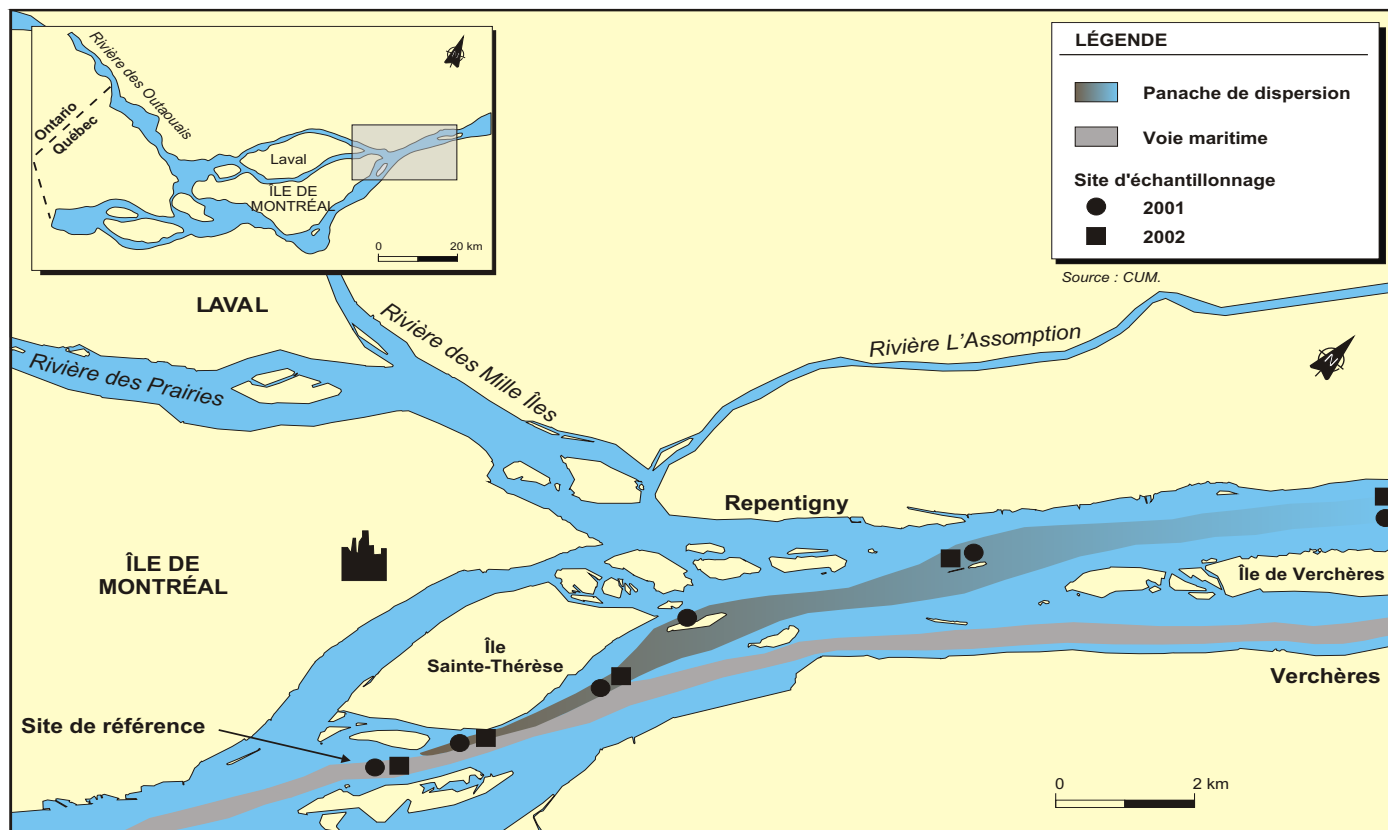 Rivière des Outaouais
Ontario
Québec
Laval
ÎLE DE
MONTRÉAL
0 20 km
LÉGENDE
Panache de dispersion
Voie maritime
Site d'échantillonnage
2001
2002
Source : CUM.
LAVAL
Rivière des Prairies
Rivière des Mille Îles
Rivière L'Assomption
N
Repentigny
ÎLE DE
MONTRÉAL
Île de Verchères
Île
Sainte-Thérèse
Verchères
Site de référence
0 2 km